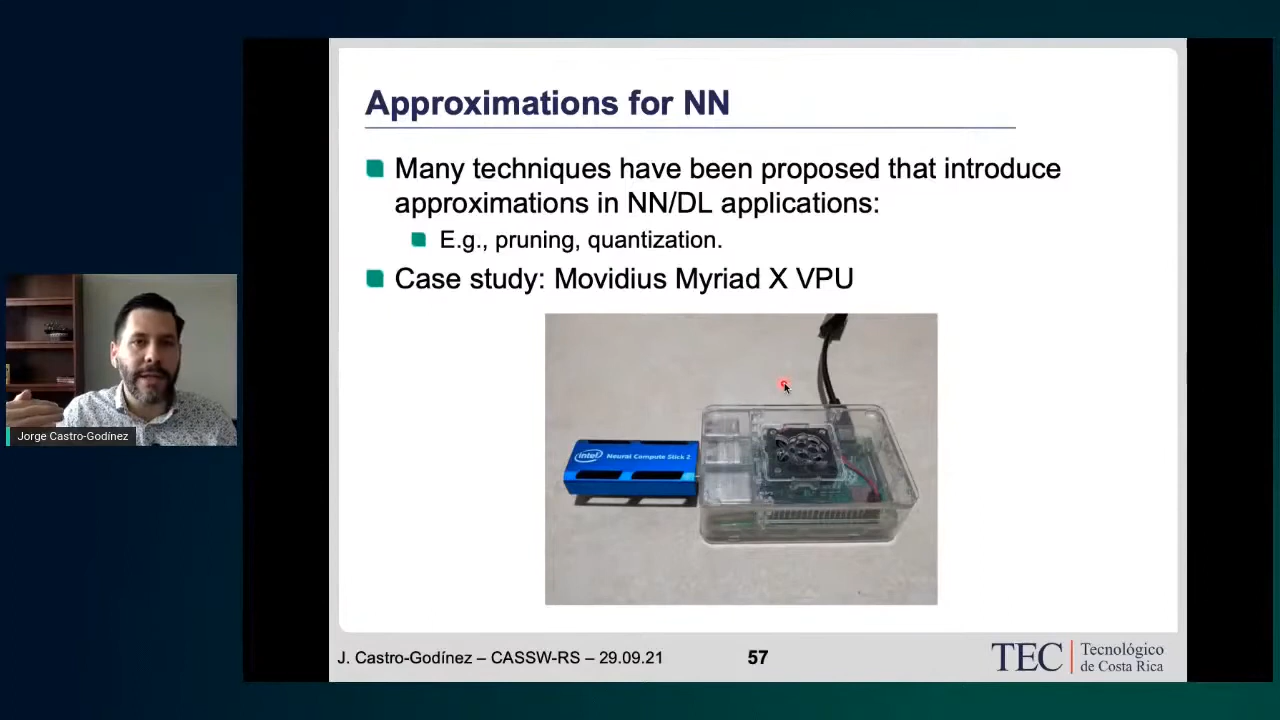 Approximations for NN
Many techniques have been proposed that introduce
approximations in NN/DL applications:
E.g., pruning, quantization.
Case study: Movidius Myriad X VPU
intel Neural Compute Stick 2
Jorge Castro-Godínez
J. Castro-Godínez – CASSW-RS – 29.09.21
57
TEC Tecnológico
de Costa Rica